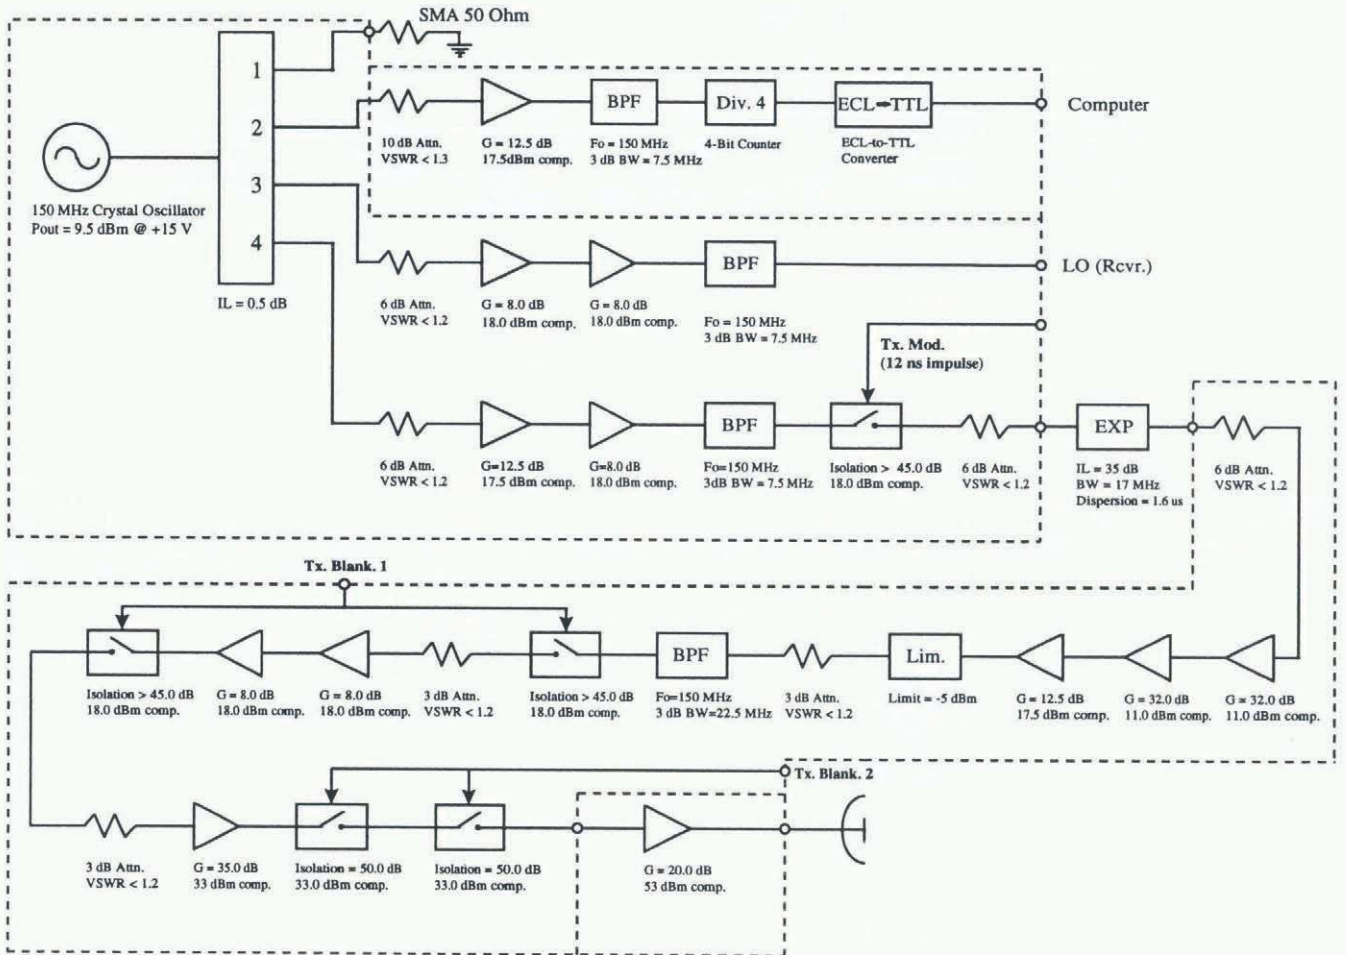 SMA 50 Ohm
1
2
3
4
150 MHz Crystal Oscillator
Pout = 9.5 dBm @ +15 V
IL = 0.5 dB
10 dB Attn.
VSWR < 1.3
G = 12.5 dB
17.5dBm comp.
BPF
Fo = 150 MHz
3 dB BW = 7.5 MHz
Div. 4
4-Bit Counter
ECL⇒TTL
ECL-to-TTL
Converter
Computer
6 dB Attn.
VSWR < 1.2
G = 8.0 dB
18.0 dBm comp.
G = 8.0 dB
18.0 dBm comp.
BPF
Fo = 150 MHz
3 dB BW = 7.5 MHz
LO (Rcvr.)
Tx. Mod.
(12 ns impulse)
6 dB Attn.
VSWR < 1.2
G=12.5 dB
17.5 dBm comp.
G=8.0 dB
18.0 dBm comp.
BPF
Fo=150 MHz
3dB BW = 7.5 MHz
Isolation > 45.0 dB
18.0 dBm comp.
6 dB Attn.
VSWR < 1.2
EXP
IL = 35 dB
BW = 17 MHz
Dispersion = 1.6 us
6 dB Attn.
VSWR < 1.2
Tx. Blank. 1
Isolation > 45.0 dB
18.0 dBm comp.
G = 8.0 dB
18.0 dBm comp.
G = 8.0 dB
18.0 dBm comp.
3 dB Attn.
VSWR < 1.2
Isolation > 45.0 dB
18.0 dBm comp.
BPF
Fo=150 MHz
3 dB BW=22.5 MHz
3 dB Attn.
VSWR < 1.2
Lim.
Limit = -5 dBm
G = 12.5 dB
17.5 dBm comp.
G = 32.0 dB
11.0 dBm comp.
G = 32.0 dB
11.0 dBm comp.
Tx. Blank. 2
3 dB Attn.
VSWR < 1.2
G = 35.0 dB
33 dBm comp.
Isolation = 50.0 dB
33.0 dBm comp.
Isolation = 50.0 dB
33.0 dBm comp.
G = 20.0 dB
53 dBm comp.